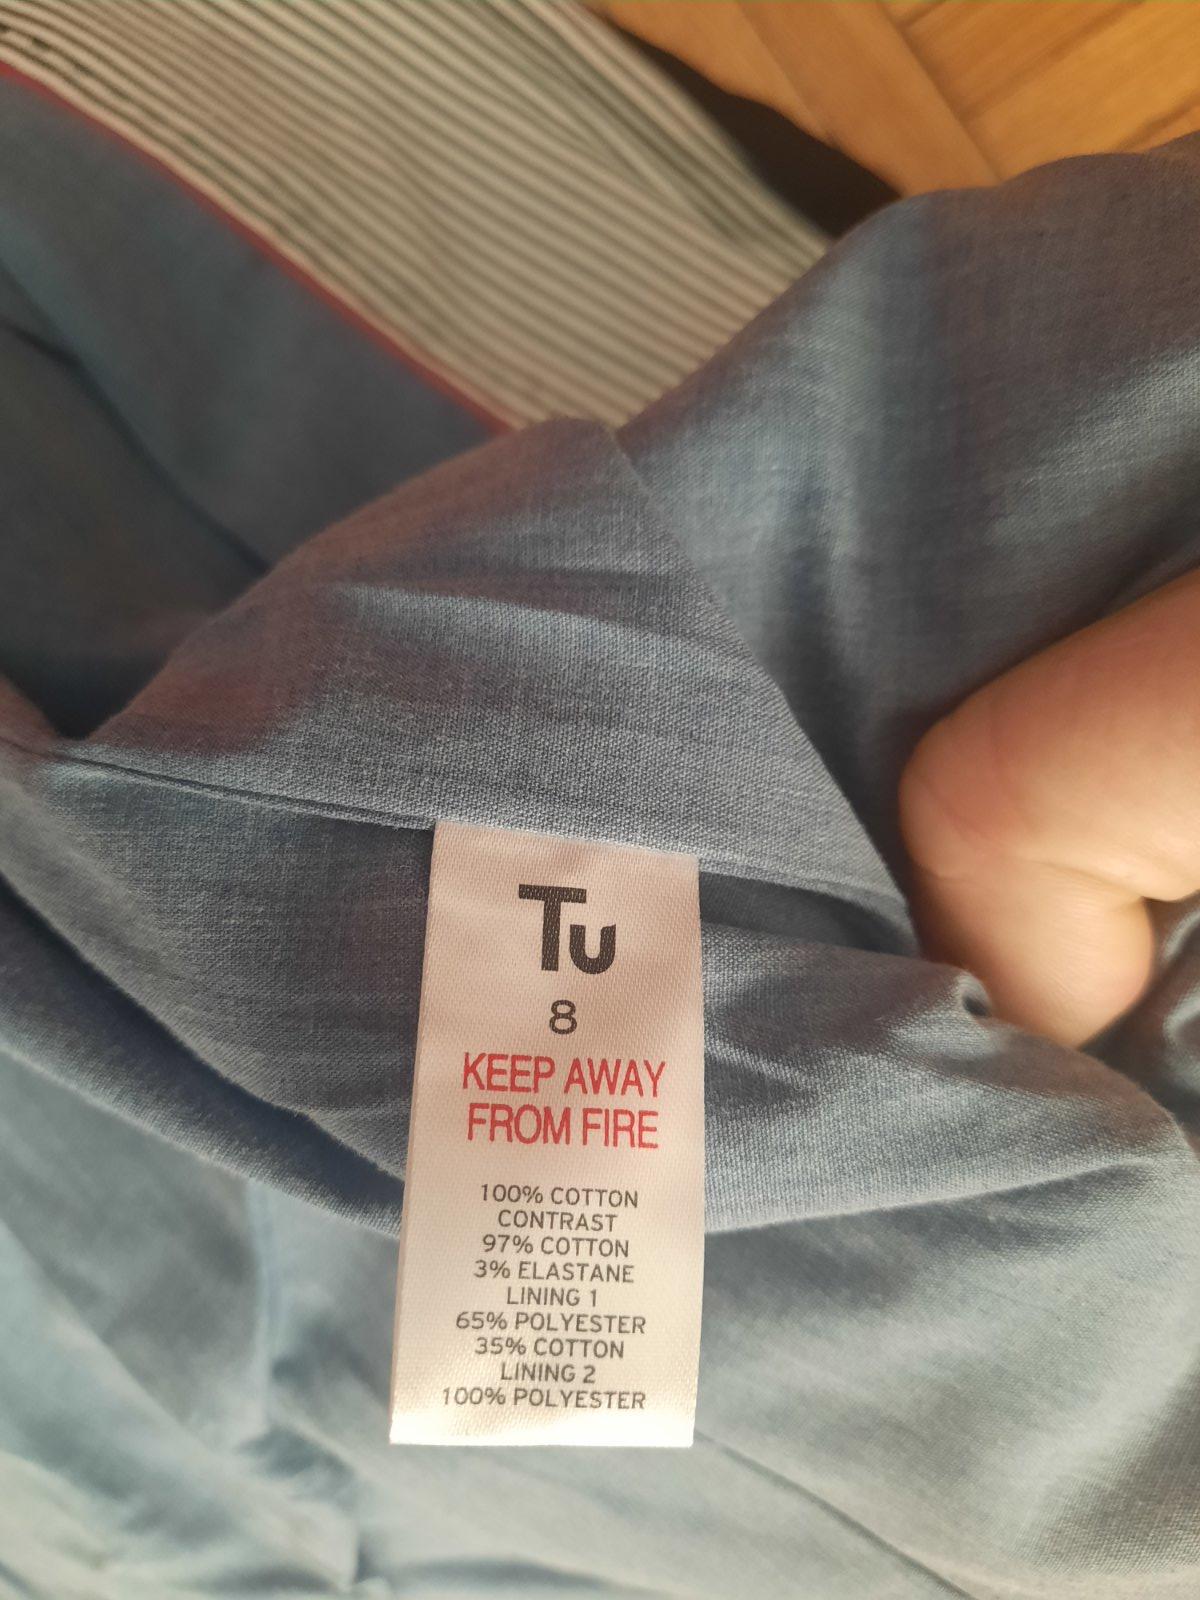 Tu
8
KEEP AWAY
FROM FIRE
100% COTTON
CONTRAST
97% COTTON
3% ELASTANE
LINING 1
65% POLYESTER
35% COTTON
LINING 2
100% POLYESTER